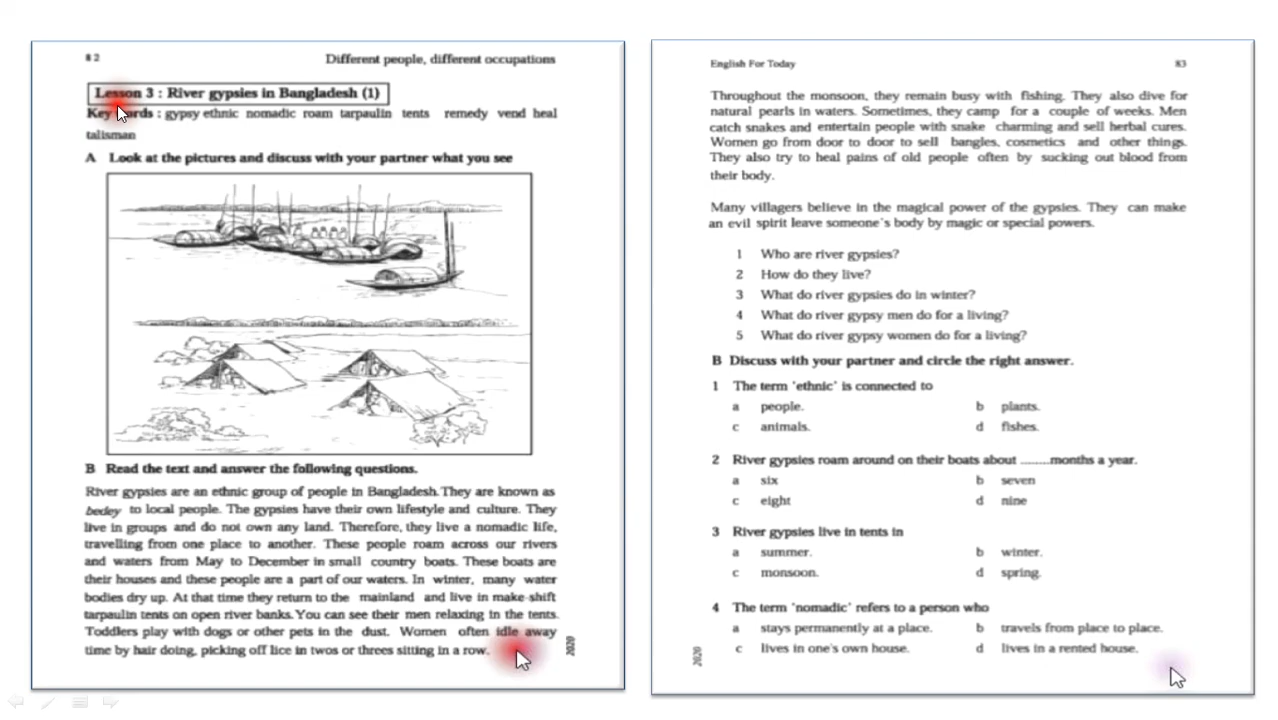 82
Different people, different occupations
Lesson 3 : River gypsies in Bangladesh (1)
Key words : gypsy ethnic nomadic roam tarpaulin tents remedy vend heal
talisman
A Look at the pictures and discuss with your partner what you see
B Read the text and answer the following questions.
River gypsies are an ethnic group of people in Bangladesh. They are known as
bedey to local people. The gypsies have their own lifestyle and culture. They
live in groups and do not own any land. Therefore, they live a nomadic life,
travelling from one place to another. These people roam across our rivers
and waters from May to December in small country boats. These boats are
their houses and these people are a part of our waters. In winter, many water
bodies dry up. At that time they return to the mainland and live in make-shift
tarpaulin tents on open river banks. You can see their men relaxing in the tents.
Toddlers play with dogs or other pets in the dust. Women often idle away
time by hair doing, picking off lice in twos or threes sitting in a row.
2020
English For Today
83
Throughout the monsoon, they remain busy with fishing. They also dive for
natural pearls in waters. Sometimes, they camp for a couple of weeks. Men
catch snakes and entertain people with snake charming and sell herbal cures.
Women go from door to door to sell bangles, cosmetics and other things.
They also try to heal pains of old people often by sucking out blood from
their body.
Many villagers believe in the magical power of the gypsies. They can make
an evil spirit leave someone's body by magic or special powers.
1 Who are river gypsies?
2 How do they live?
3 What do river gypsies do in winter?
4 What do river gypsy men do for a living?
5 What do river gypsy women do for a living?
B Discuss with your partner and circle the right answer.
1 The term 'ethnic' is connected to
a people. b plants.
c animals. d fishes.
2 River gypsies roam around on their boats about ........months a year.
a six b seven
c eight d nine
3 River gypsies live in tents in
a summer. b winter.
c monsoon. d spring.
4 The term 'nomadic' refers to a person who
a stays permanently at a place. b travels from place to place.
c lives in one's own house. d lives in a rented house.
2020